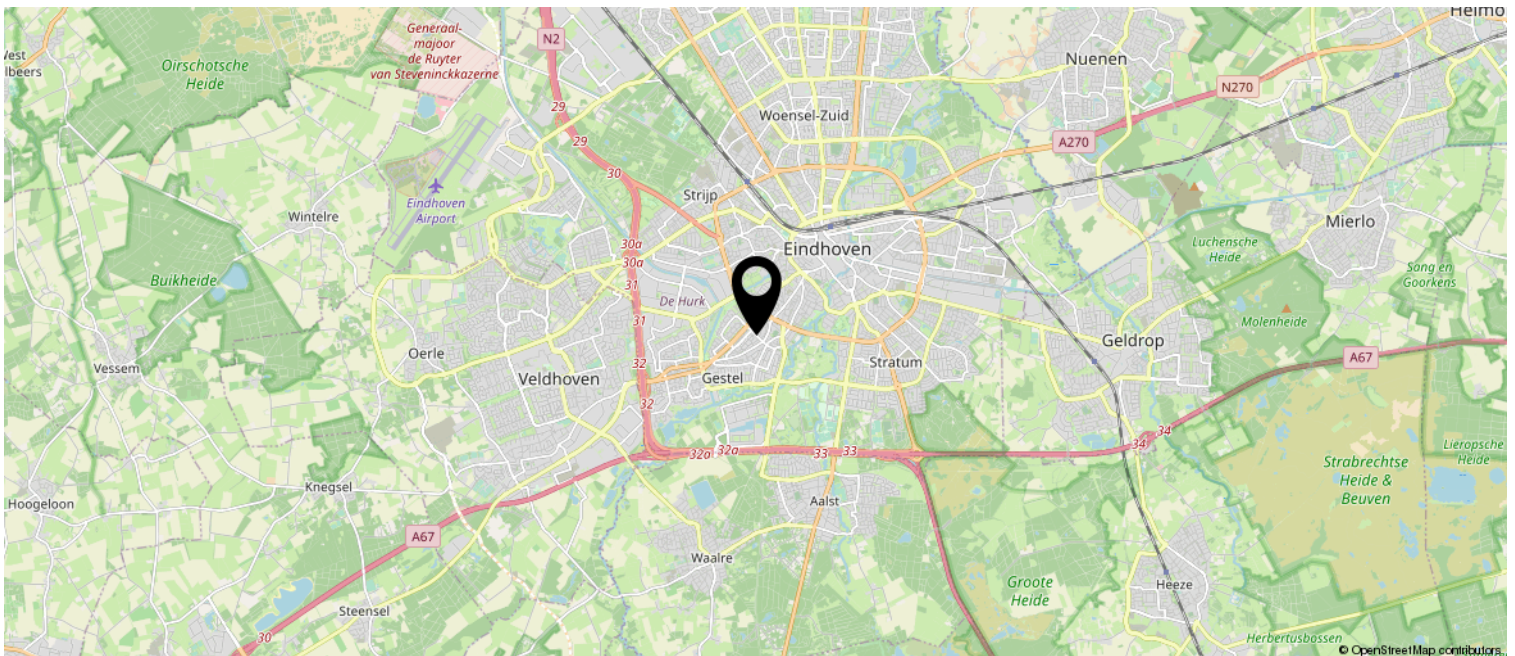 Helmo
Generaal-
majoor
de Ruyter
van Steveninckkazerne
N2
West
lbeers
Oirschotsche
Heide
Nuenen
N270
29
Woensel-Zuid
29
A270
30
Strijp
Eindhoven
Airport
Wintelre
Mierlo
30a
Eindhoven
Luchensche
Heide
30a
Buikheide
31
De Hurk
Sang en
Goorkens
31
Molenheide
Oerle
Geldrop
A67
32
Stratum
Vessem
Veldhoven
Gestel
32
34
34
32a
32a
33
33
Lieropsche
Heide
Strabrechtse
Heide &
Beuven
Knegsel
Hoogeloon
Aalst
A67
Waalre
Groote
Heide
Heeze
Steensel
30
Herbertusbossen
© OpenStreetMap contributors